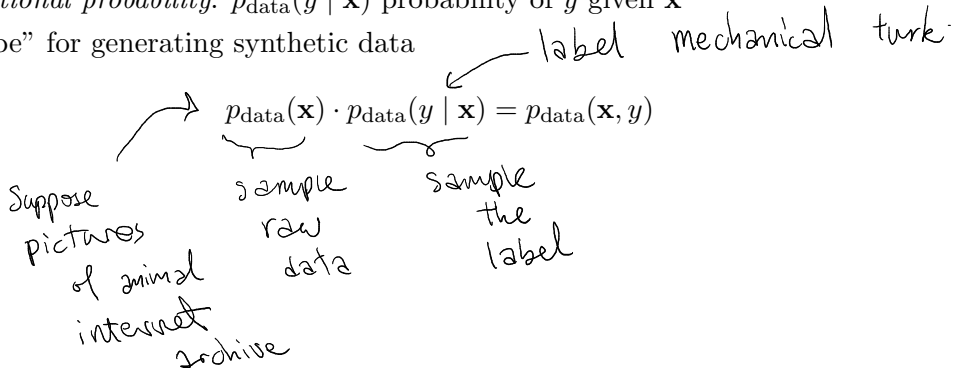 tional probability: p_data(y | x) probability of y given x
be” for generating synthetic data
label mechanical turk
p_data(x) · p_data(y | x) = p_data(x, y)
Suppose
pictures
of animal
internet
archive
sample
raw
data
sample
the
label